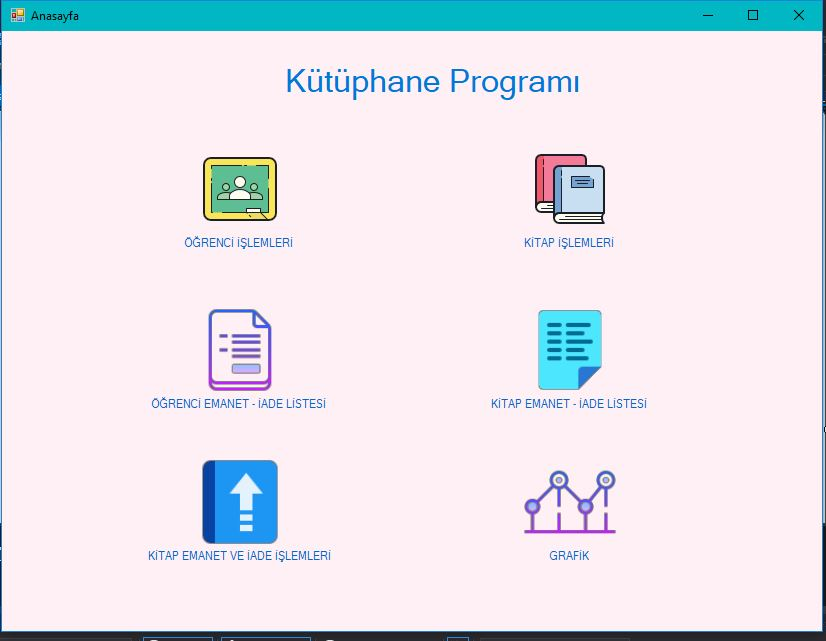 Anasayfa
Kütüphane Programı
ÖĞRENCİ İŞLEMLERİ
KİTAP İŞLEMLERİ
ÖĞRENCİ EMANET - İADE LİSTESİ
KİTAP EMANET - İADE LİSTESİ
KİTAP EMANET VE İADE İŞLEMLERİ
GRAFİK